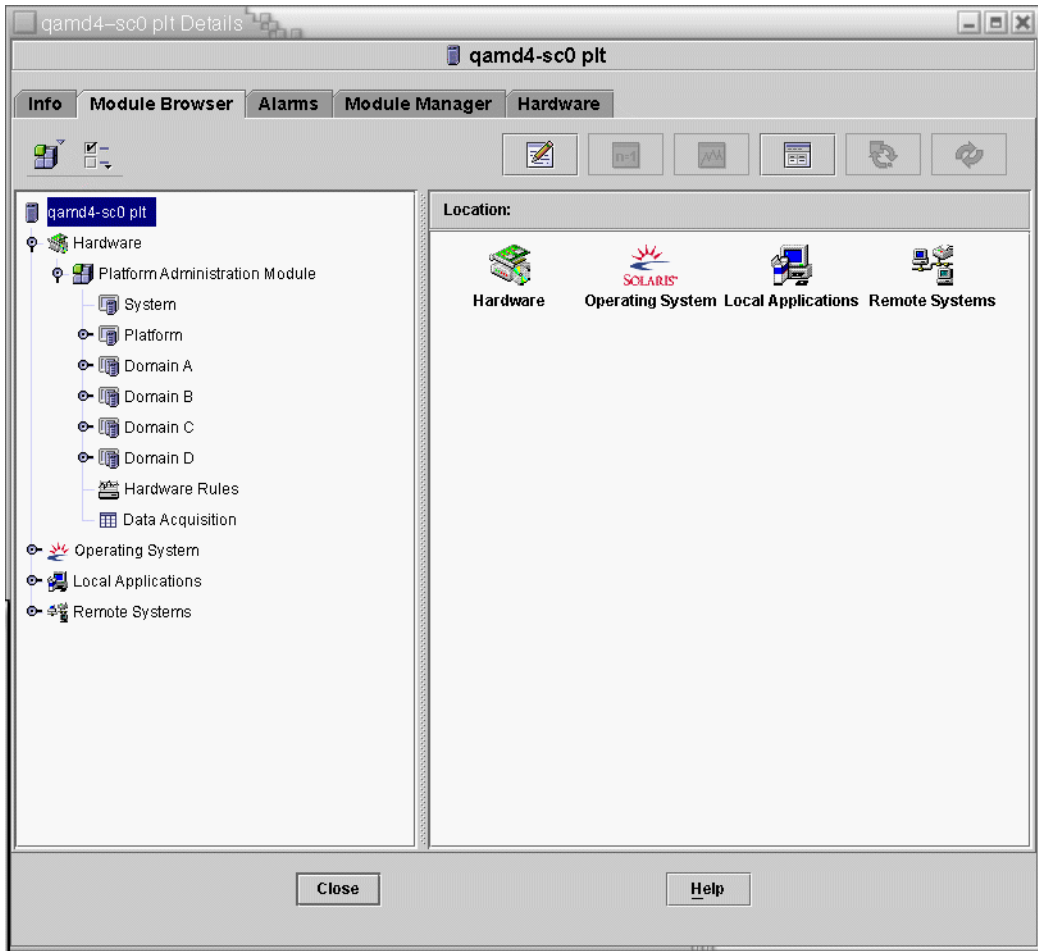 qamd4–sc0 plt Details
qamd4-sc0 plt
Info Module Browser Alarms Module Manager Hardware
n=1
qamd4-sc0 plt
Hardware
Platform Administration Module
System
Platform
Domain A
Domain B
Domain C
Domain D
Hardware Rules
Data Acquisition
Operating System
Local Applications
Remote Systems
Location:
SOLARIS
Hardware Operating System Local Applications Remote Systems
Close Help